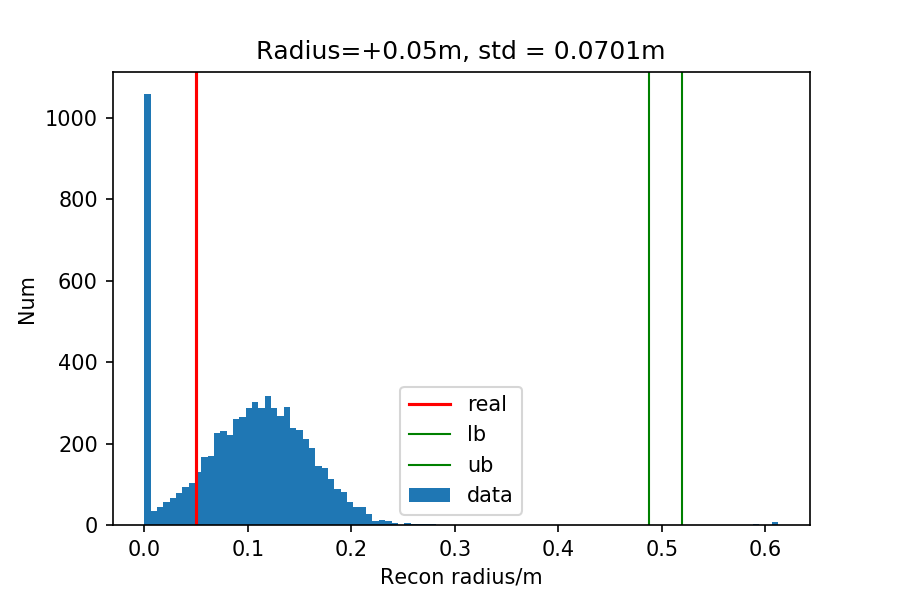 Radius=+0.05m, std = 0.0701m
1000
800
600
400
200
0
Num
real
lb
ub
data
0.0 0.1 0.2 0.3 0.4 0.5 0.6
Recon radius/m